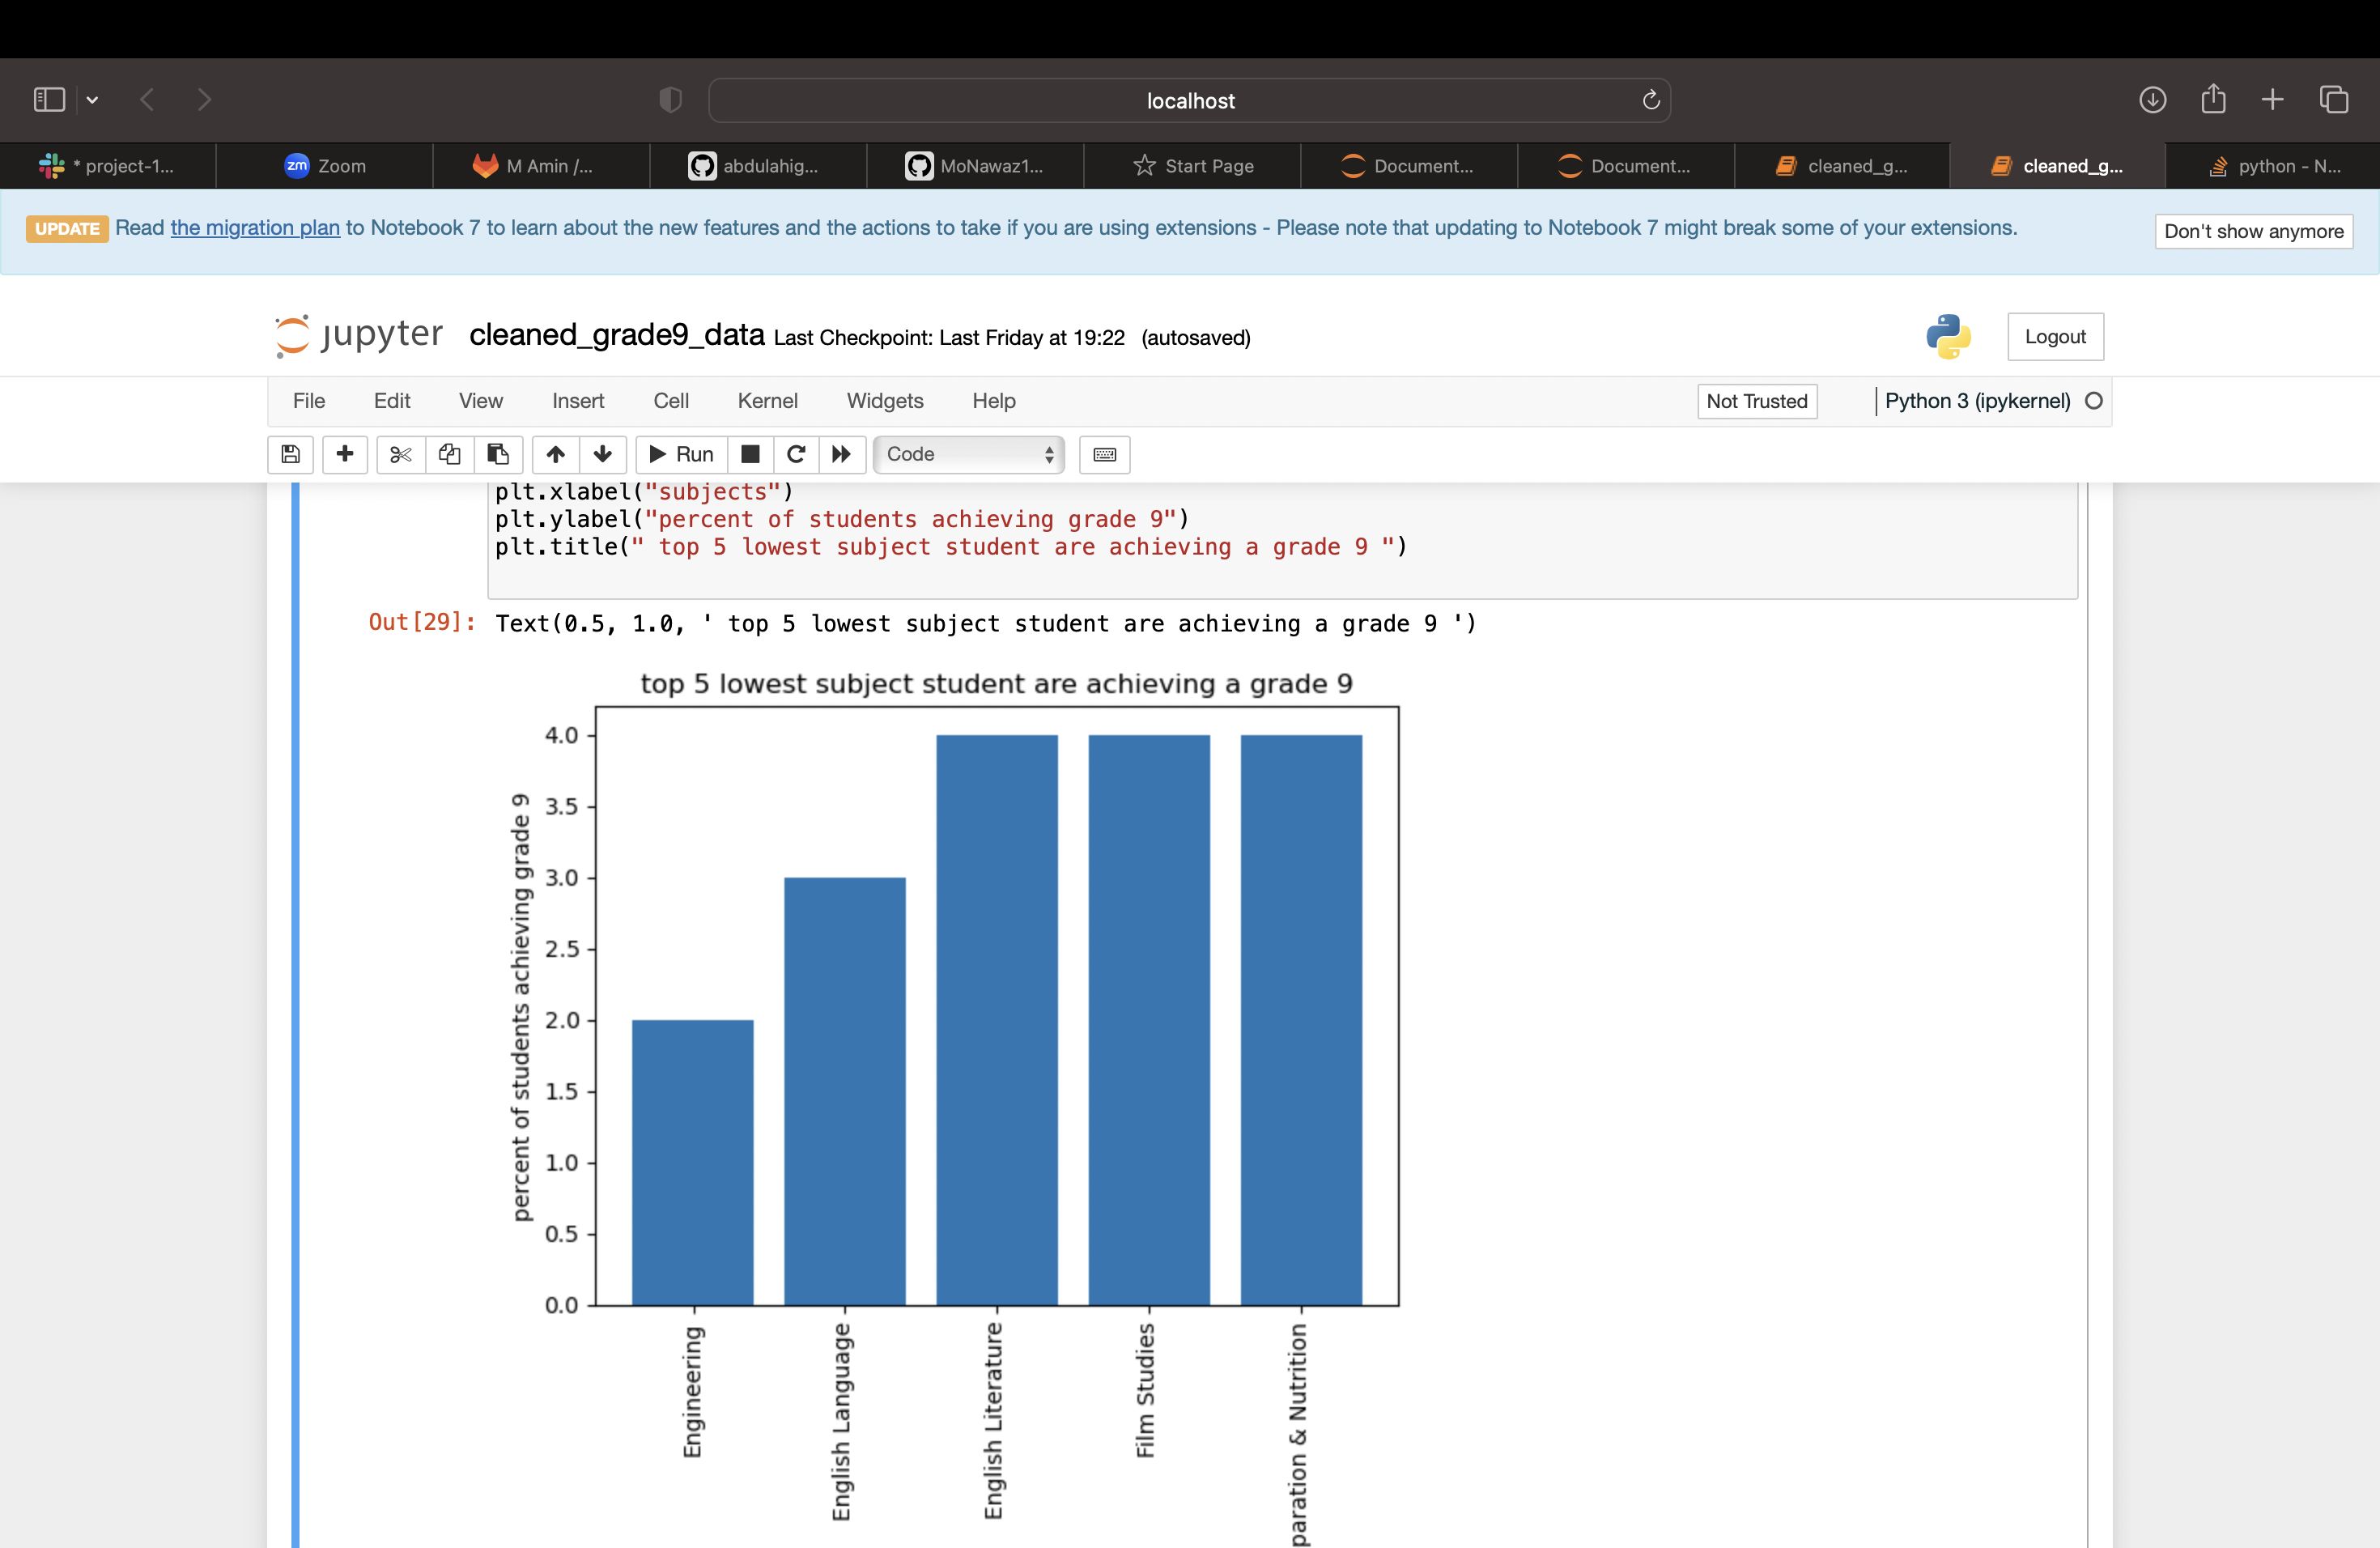 localhost
* project-1...
Zoom
M Amin /...
abdulahig...
MoNawaz1...
Start Page
Document...
Document...
cleaned_g...
cleaned_g...
python - N...
UPDATE Read the migration plan to Notebook 7 to learn about the new features and the actions to take if you are using extensions - Please note that updating to Notebook 7 might break some of your extensions.
Don't show anymore
jupyter cleaned_grade9_data Last Checkpoint: Last Friday at 19:22 (autosaved)
Logout
File Edit View Insert Cell Kernel Widgets Help
Not Trusted
Python 3 (ipykernel)
Run
Code
plt.xlabel("subjects")
plt.ylabel("percent of students achieving grade 9")
plt.title(" top 5 lowest subject student are achieving a grade 9 ")
Out[29]: Text(0.5, 1.0, ' top 5 lowest subject student are achieving a grade 9 ')
top 5 lowest subject student are achieving a grade 9
percent of students achieving grade 9
4.0
3.5
3.0
2.5
2.0
1.5
1.0
0.5
0.0
Engineering
English Language
English Literature
Film Studies
paration & Nutrition